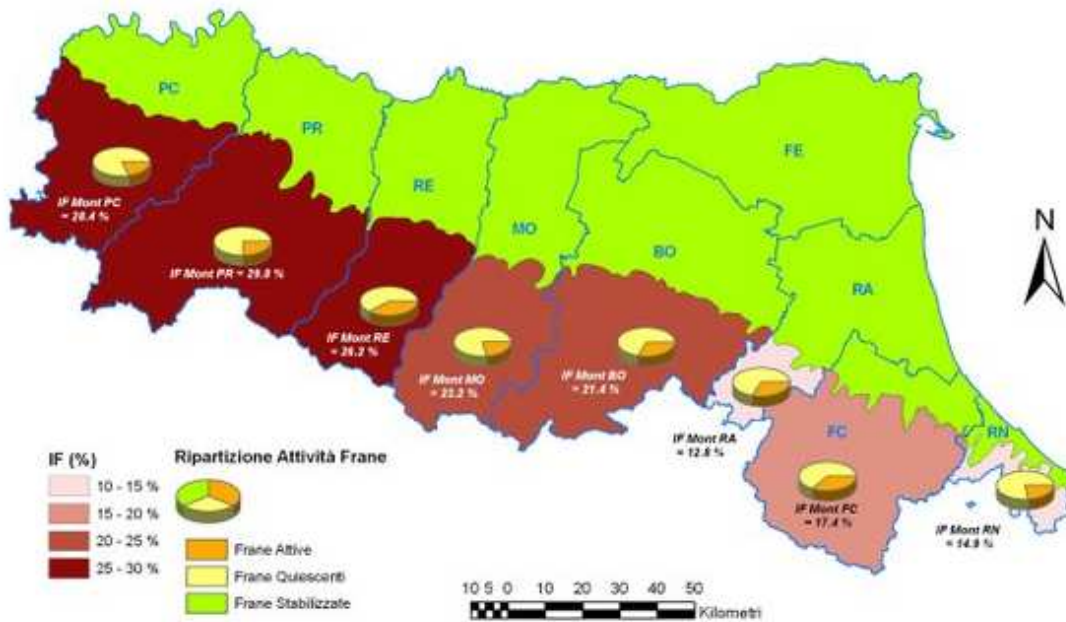 PC
PR
RE
MO
BO
FE
RA
FC
RN
N
IF Mont PC
= 28.4 %
IF Mont PR = 29.8 %
IF Mont RE
= 26.2 %
IF Mont MO
= 23.2 %
IF Mont BO
= 21.4 %
IF Mont RA
= 12.8 %
IF Mont FC
= 17.4 %
IF Mont RN
= 14.9 %
IF (%)
10 - 15 %
15 - 20 %
20 - 25 %
25 - 30 %
Ripartizione Attività Frane
Frane Attive
Frane Quiescenti
Frane Stabilizzate
10 5 0 10 20 30 40 50
Kilometri